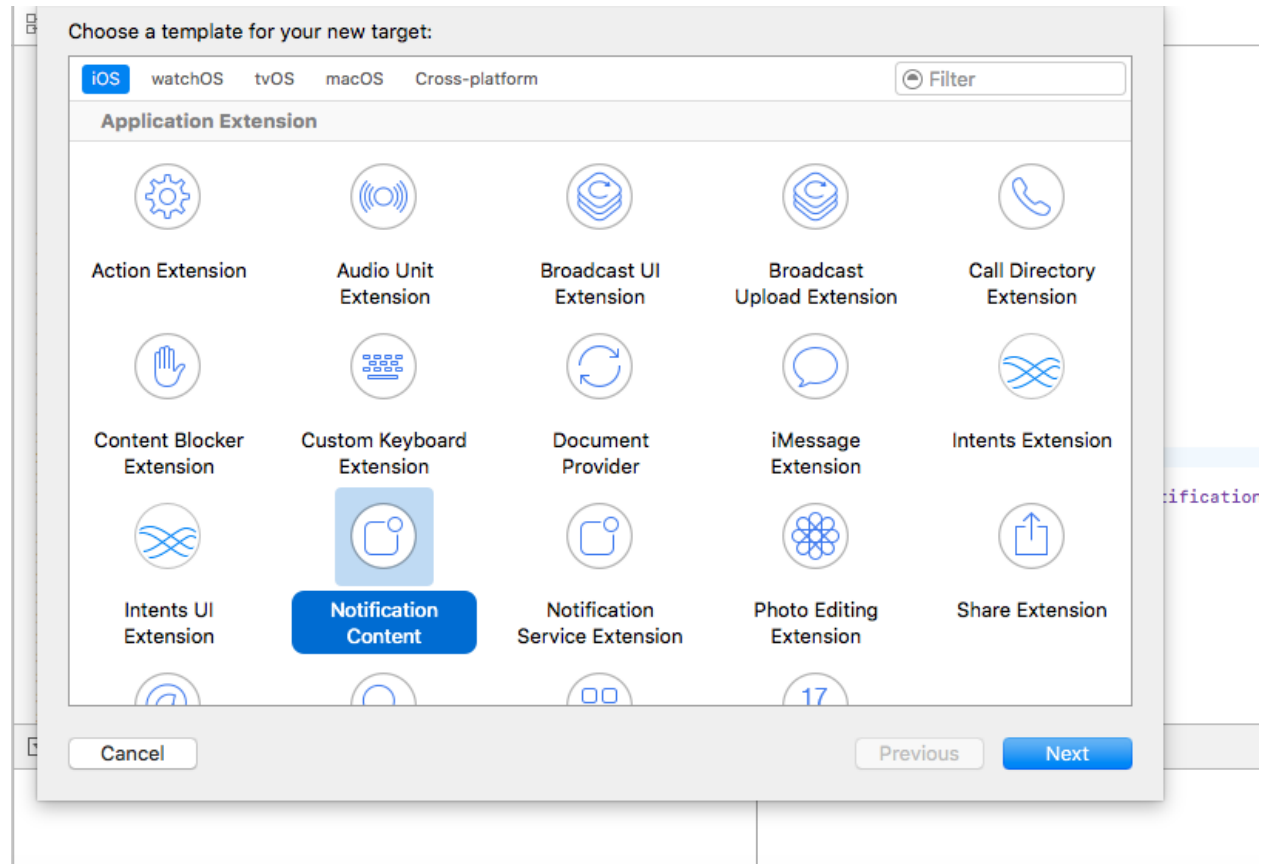 Choose a template for your new target:
iOS watchOS tvOS macOS Cross-platform Filter
Application Extension
Action Extension
Audio Unit
Extension
Broadcast UI
Extension
Broadcast
Upload Extension
Call Directory
Extension
Content Blocker
Extension
Custom Keyboard
Extension
Document
Provider
iMessage
Extension
Intents Extension
Intents UI
Extension
Notification
Content
Notification
Service Extension
Photo Editing
Extension
Share Extension
17
Cancel Previous Next